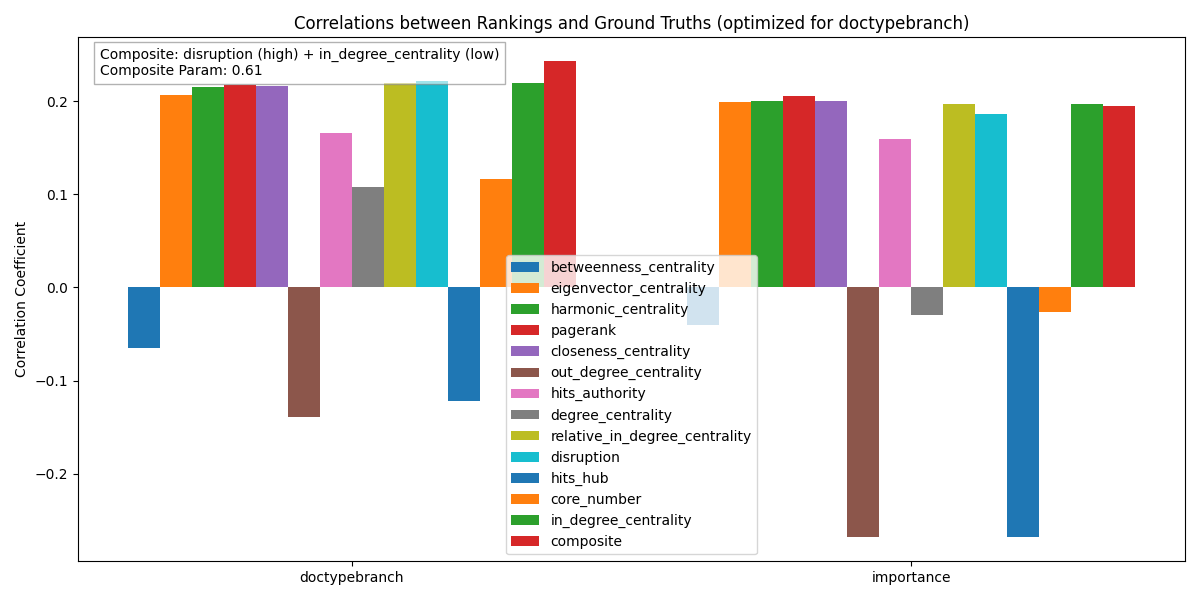 Correlations between Rankings and Ground Truths (optimized for doctypebranch)
Composite: disruption (high) + in_degree_centrality (low)
Composite Param: 0.61
Correlation Coefficient
0.2
0.1
0.0
−0.1
−0.2
betweenness_centrality
eigenvector_centrality
harmonic_centrality
pagerank
closeness_centrality
out_degree_centrality
hits_authority
degree_centrality
relative_in_degree_centrality
disruption
hits_hub
core_number
in_degree_centrality
composite
doctypebranch
importance